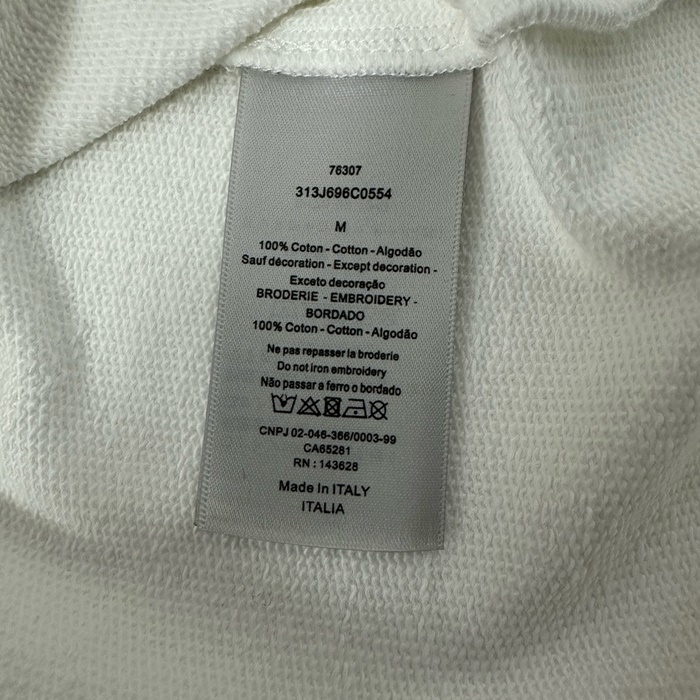 76307
313J696C0554
M
100% Coton - Cotton - Algodão
Sauf décoration - Except decoration -
Exceto decoração
BRODERIE - EMBROIDERY -
BORDADO
100% Coton - Cotton - Algodão
Ne pas repasser la broderie
Do not iron embroidery
Não passar a ferro o bordado
CNPJ 02-046-366/0003-99
CA65281
RN : 143628
Made In ITALY
ITALIA